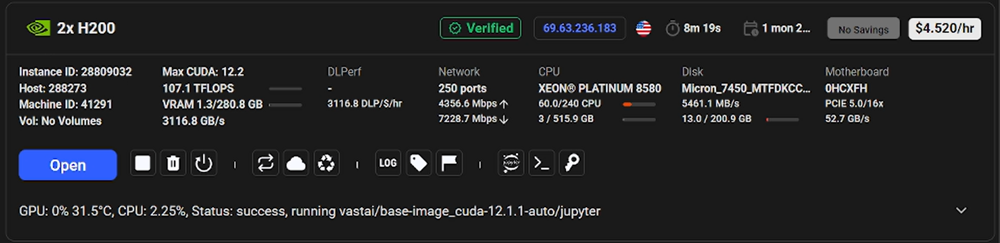 2x H200 Verified 69.63.236.183 8m 19s 1 mon 2... No Savings $4.520/hr
Instance ID: 28809032 Max CUDA: 12.2 DLPerf Network CPU Disk Motherboard
Host: 288273 107.1 TFLOPS - 250 ports XEON® PLATINUM 8580 Micron_7450_MTFDKCC... 0HCXFH
Machine ID: 41291 VRAM 1.3/280.8 GB 3116.8 DLP/$/hr 4356.6 Mbps↑ 60.0/240 CPU 5461.1 MB/s PCIE 5.0/16x
Vol: No Volumes 3116.8 GB/s 7228.7 Mbps↓ 3 / 515.9 GB 13.0 / 200.9 GB 52.7 GB/s
Open LOG jupyter
GPU: 0% 31.5°C, CPU: 2.25%, Status: success, running vastai/base-image_cuda-12.1.1-auto/jupyter